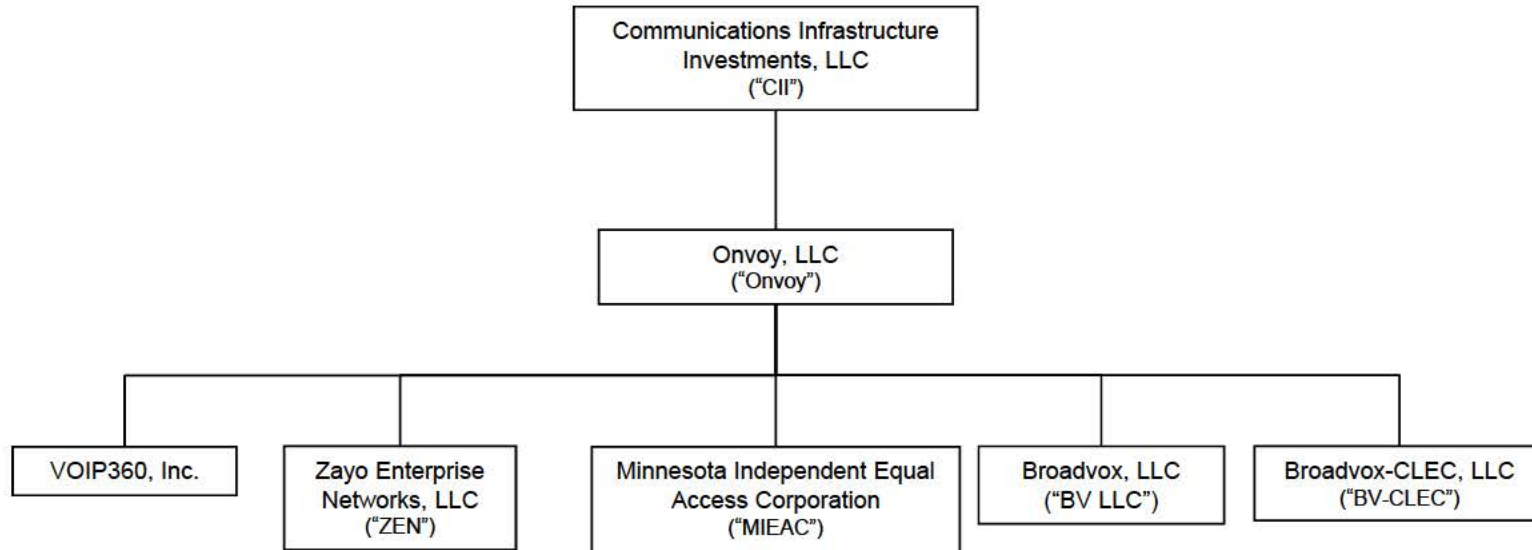 Communications Infrastructure
Investments, LLC
(“CII”)
Onvoy, LLC
(“Onvoy”)
VOIP360, Inc.
Zayo Enterprise
Networks, LLC
(“ZEN”)
Minnesota Independent Equal
Access Corporation
(“MIEAC”)
Broadvox, LLC
(“BV LLC”)
Broadvox-CLEC, LLC
(“BV-CLEC”)